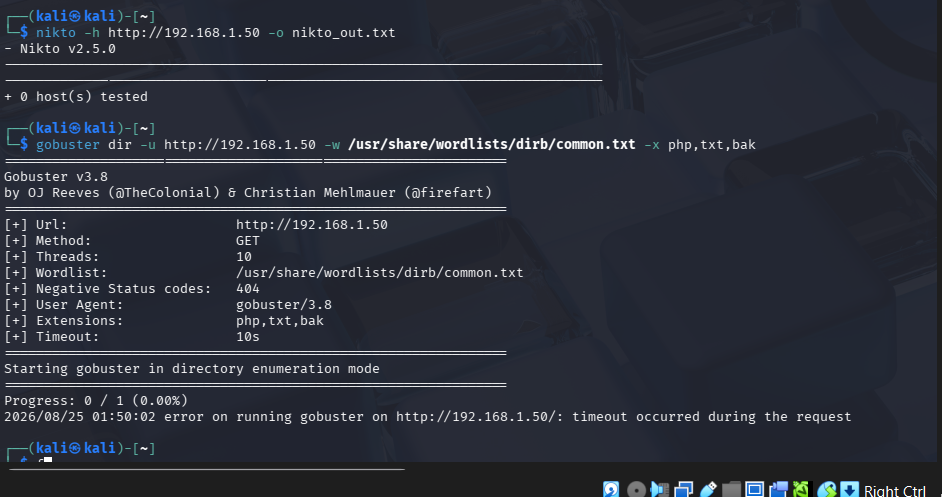 ┌──(kali㉿kali)-[~]
└─$ nikto -h http://192.168.1.50 -o nikto_out.txt
- Nikto v2.5.0
---------------------------------------------------------------------------
---------------------------------------------------------------------------
+ 0 host(s) tested
┌──(kali㉿kali)-[~]
└─$ gobuster dir -u http://192.168.1.50 -w /usr/share/wordlists/dirb/common.txt -x php,txt,bak
===============================================================
Gobuster v3.8
by OJ Reeves (@TheColonial) & Christian Mehlmauer (@firefart)
===============================================================
[+] Url:                     http://192.168.1.50
[+] Method:                  GET
[+] Threads:                 10
[+] Wordlist:                /usr/share/wordlists/dirb/common.txt
[+] Negative Status codes:   404
[+] User Agent:              gobuster/3.8
[+] Extensions:              php,txt,bak
[+] Timeout:                 10s
===============================================================
Starting gobuster in directory enumeration mode
===============================================================
Progress: 0 / 1 (0.00%)
2026/08/25 01:50:02 error on running gobuster on http://192.168.1.50/: timeout occurred during the request
┌──(kali㉿kali)-[~]
└─$
Right Ctrl